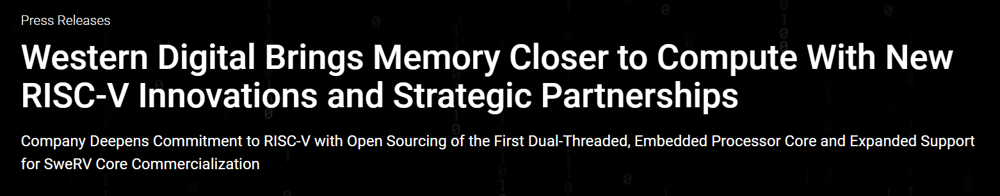 Press Releases
Western Digital Brings Memory Closer to Compute With New
RISC-V Innovations and Strategic Partnerships
Company Deepens Commitment to RISC-V with Open Sourcing of the First Dual-Threaded, Embedded Processor Core and Expanded Support
for SweRV Core Commercialization